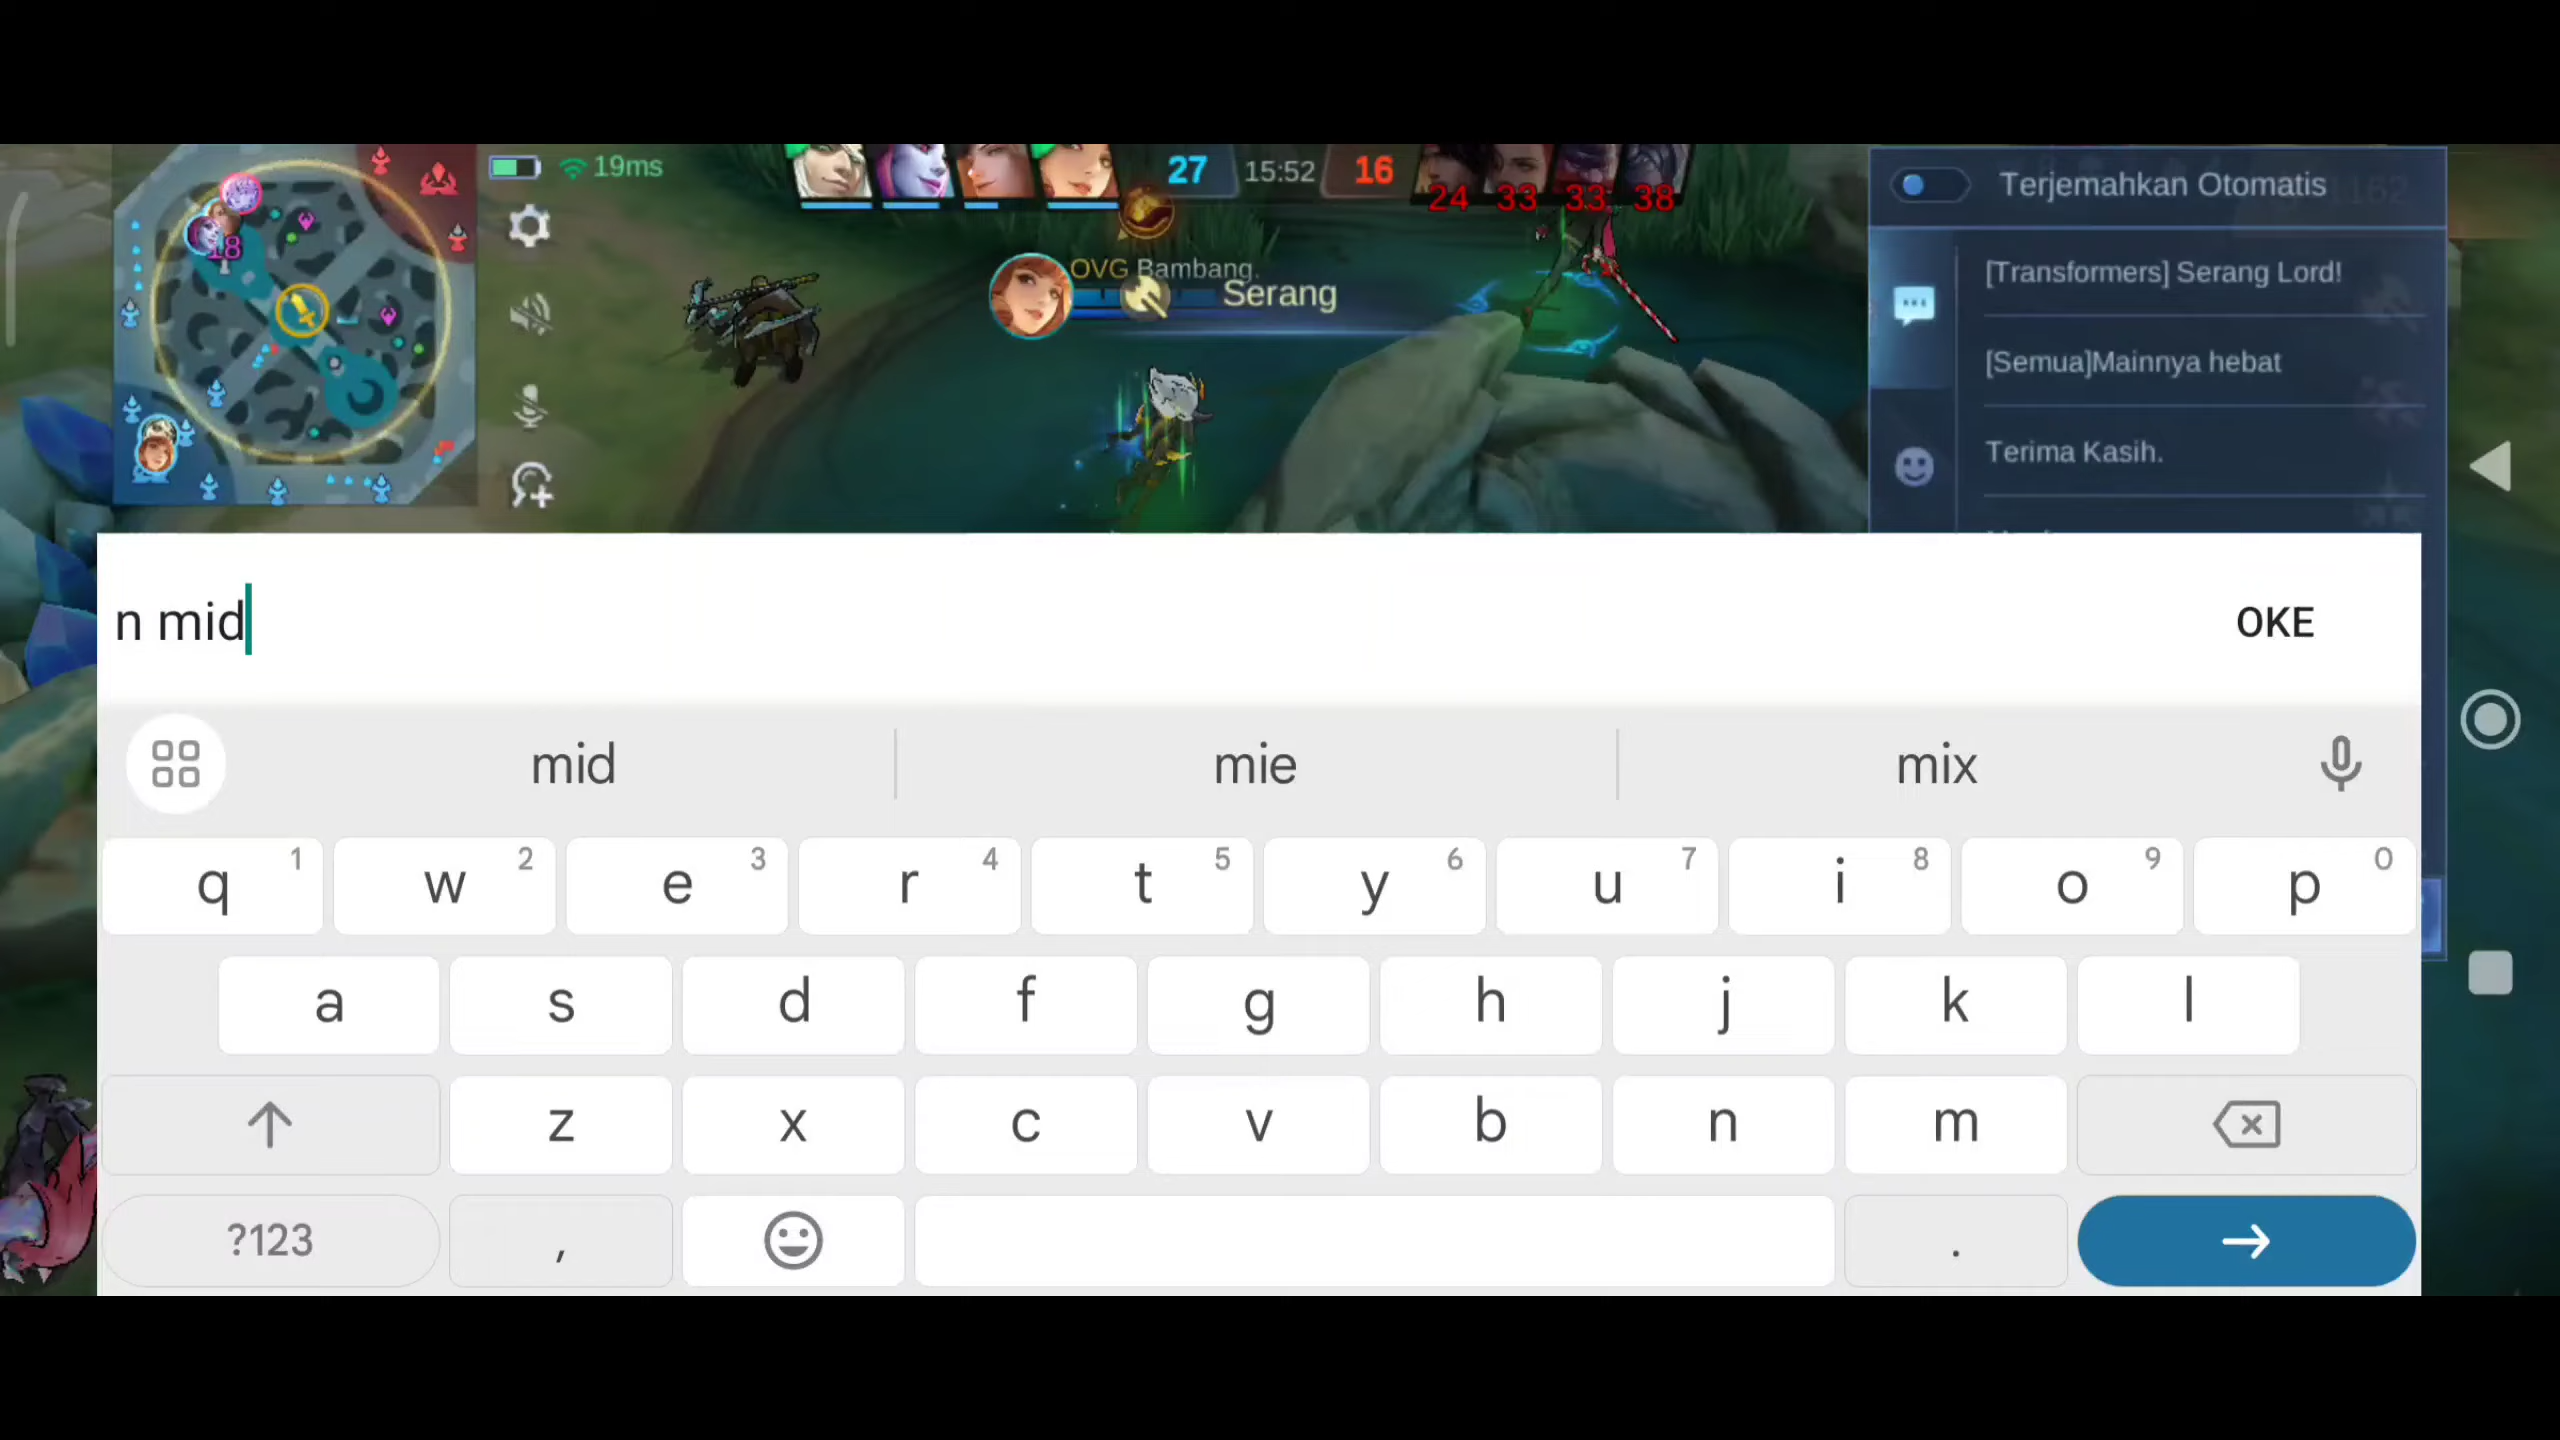 19ms
27
15:52
16
24 33 33 38
18
OVG Bambang.
Serang
Terjemahkan Otomatis
[Transformers] Serang Lord!
[Semua]Mainnya hebat
Terima Kasih.
n mid
OKE
mid mie mix
q 1 w 2 e 3 r 4 t 5 y 6 u 7 i 8 o 9 p 0
a s d f g h j k l
z x c v b n m
?123 , .